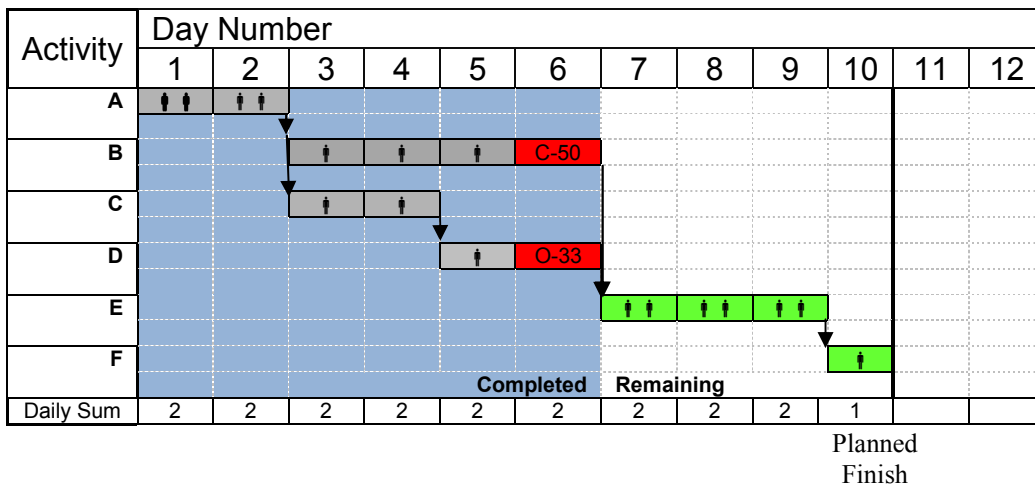 Activity
Day Number
1 2 3 4 5 6 7 8 9 10 11 12
A
B C-50
C
D O-33
E
F
Completed Remaining
Daily Sum 2 2 2 2 2 2 2 2 2 1
Planned
Finish